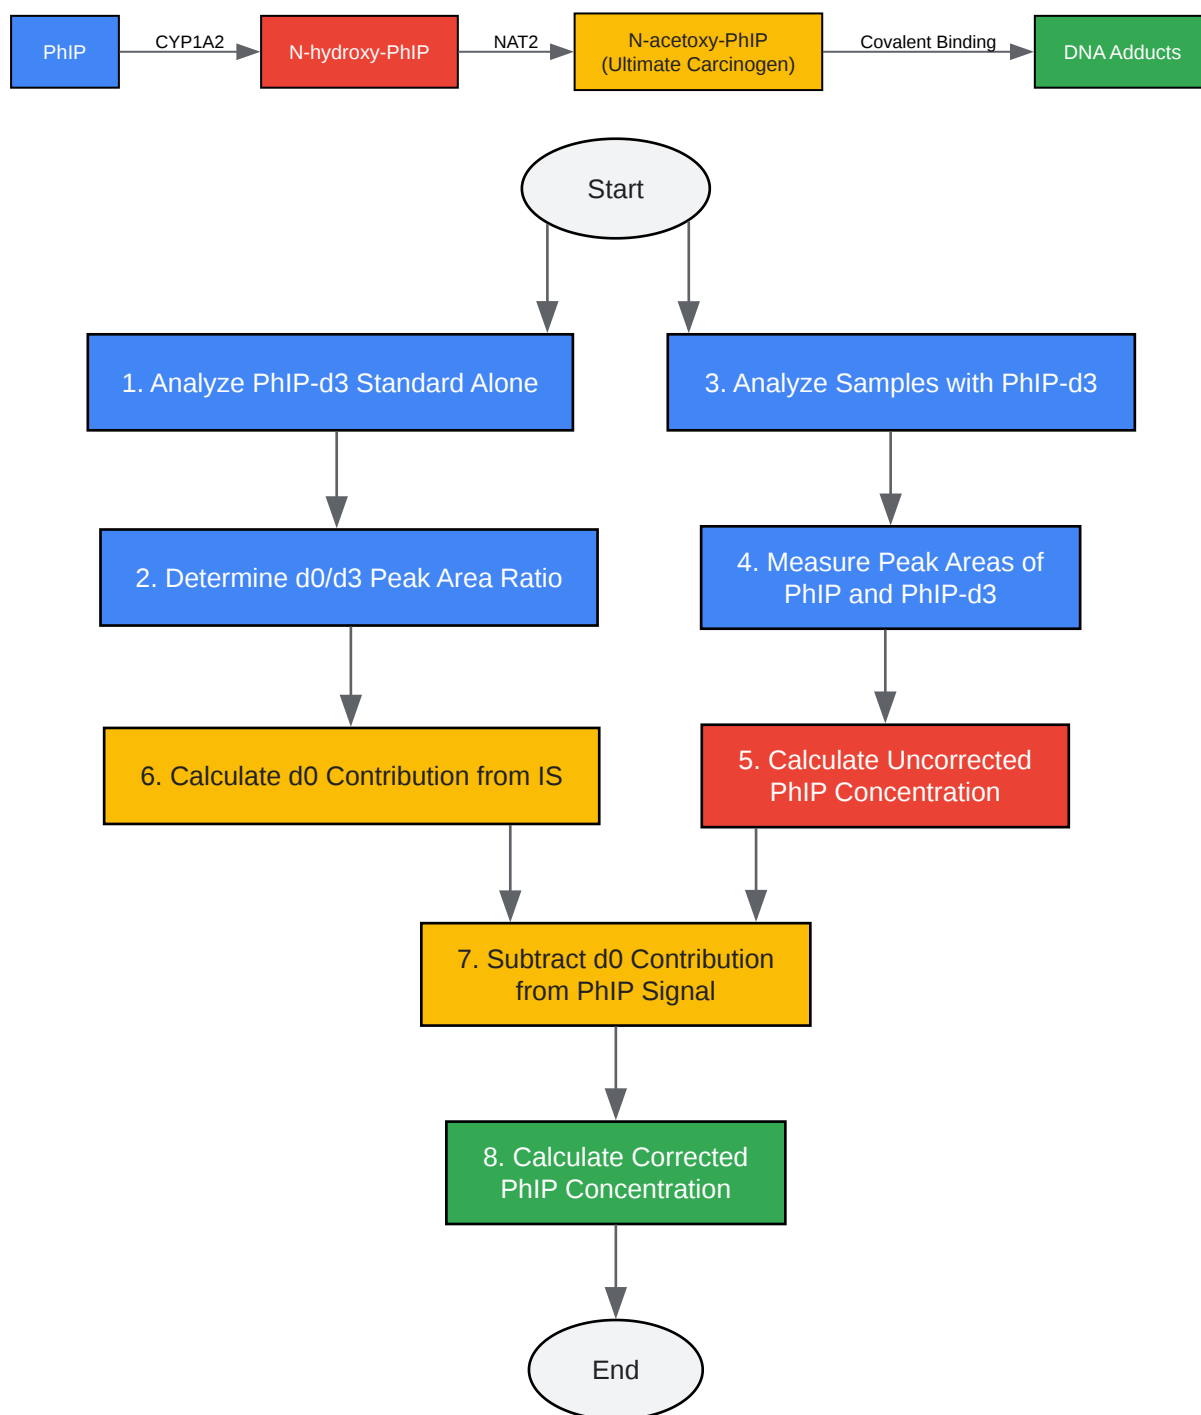 PhIP
CYP1A2
N-hydroxy-PhIP
NAT2
N-acetoxy-PhIP
(Ultimate Carcinogen)
Covalent Binding
DNA Adducts
Start
1. Analyze PhIP-d3 Standard Alone
3. Analyze Samples with PhIP-d3
2. Determine d0/d3 Peak Area Ratio
4. Measure Peak Areas of
PhIP and PhIP-d3
6. Calculate d0 Contribution from IS
5. Calculate Uncorrected
PhIP Concentration
7. Subtract d0 Contribution
from PhIP Signal
8. Calculate Corrected
PhIP Concentration
End